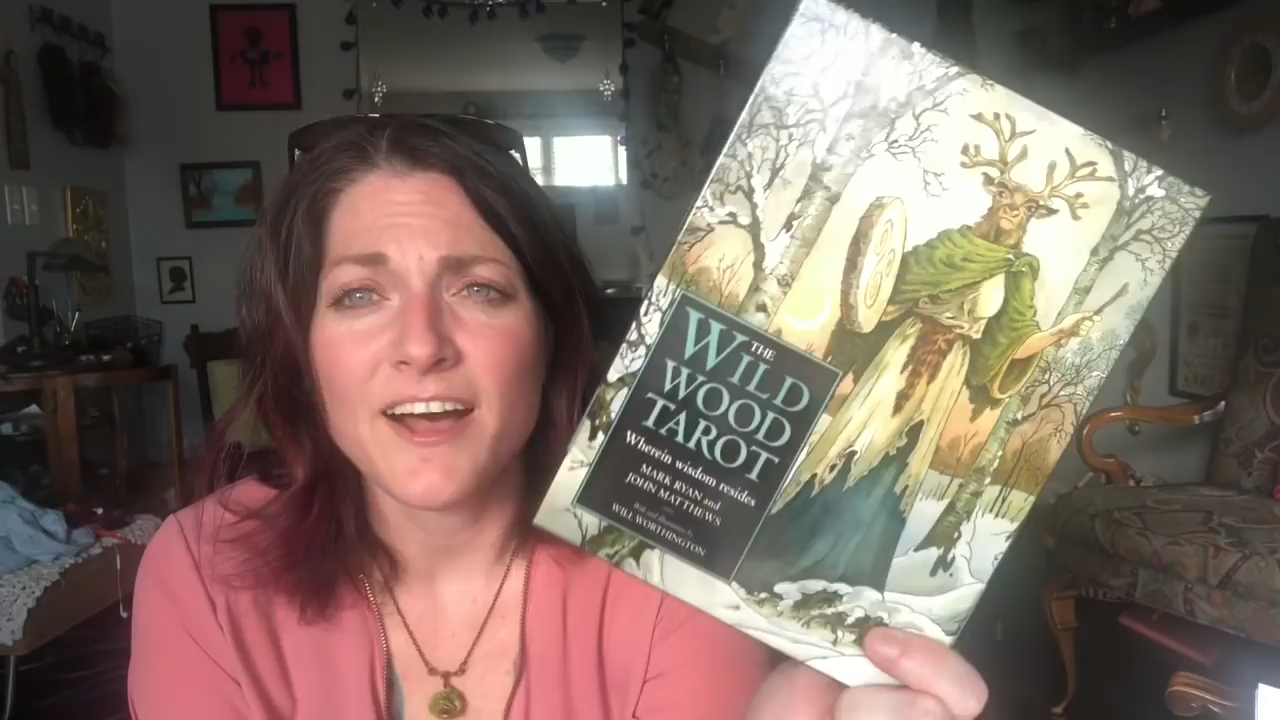 THE
WILD
WOOD
TAROT
Wherein wisdom resides
MARK RYAN and
JOHN MATTHEWS
WILL WORTHINGTON